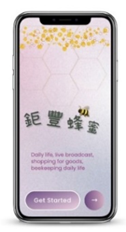 鉅豐蜂蜜
Daily life, live broadcast,
shopping for goods,
beekeeping daily life.
Get Started